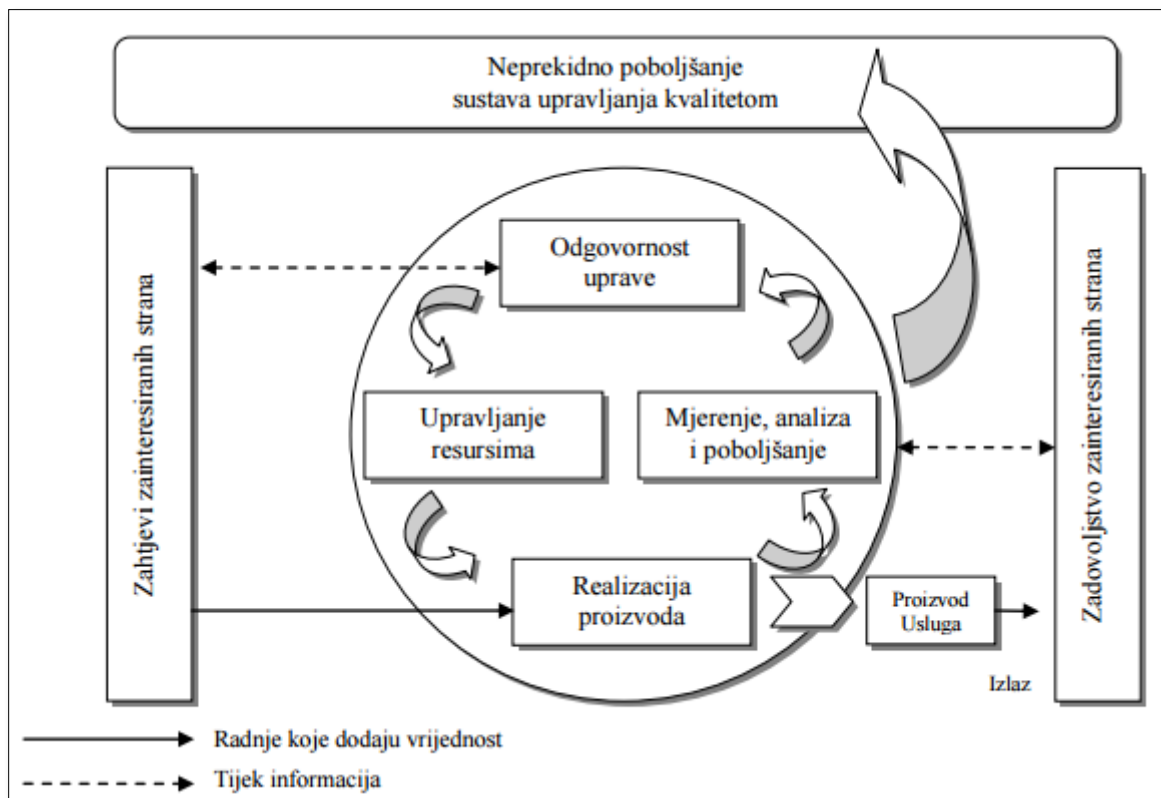 Neprekidno poboljšanje
sustava upravljanja kvalitetom
Zahtjevi zainteresiranih strana
Odgovornost
uprave
Upravljanje
resursima
Mjerenje, analiza
i poboljšanje
Realizacija
proizvoda
Proizvod
Usluga
Izlaz
Zadovoljstvo zainteresiranih strana
Radnje koje dodaju vrijednost
Tijek informacija